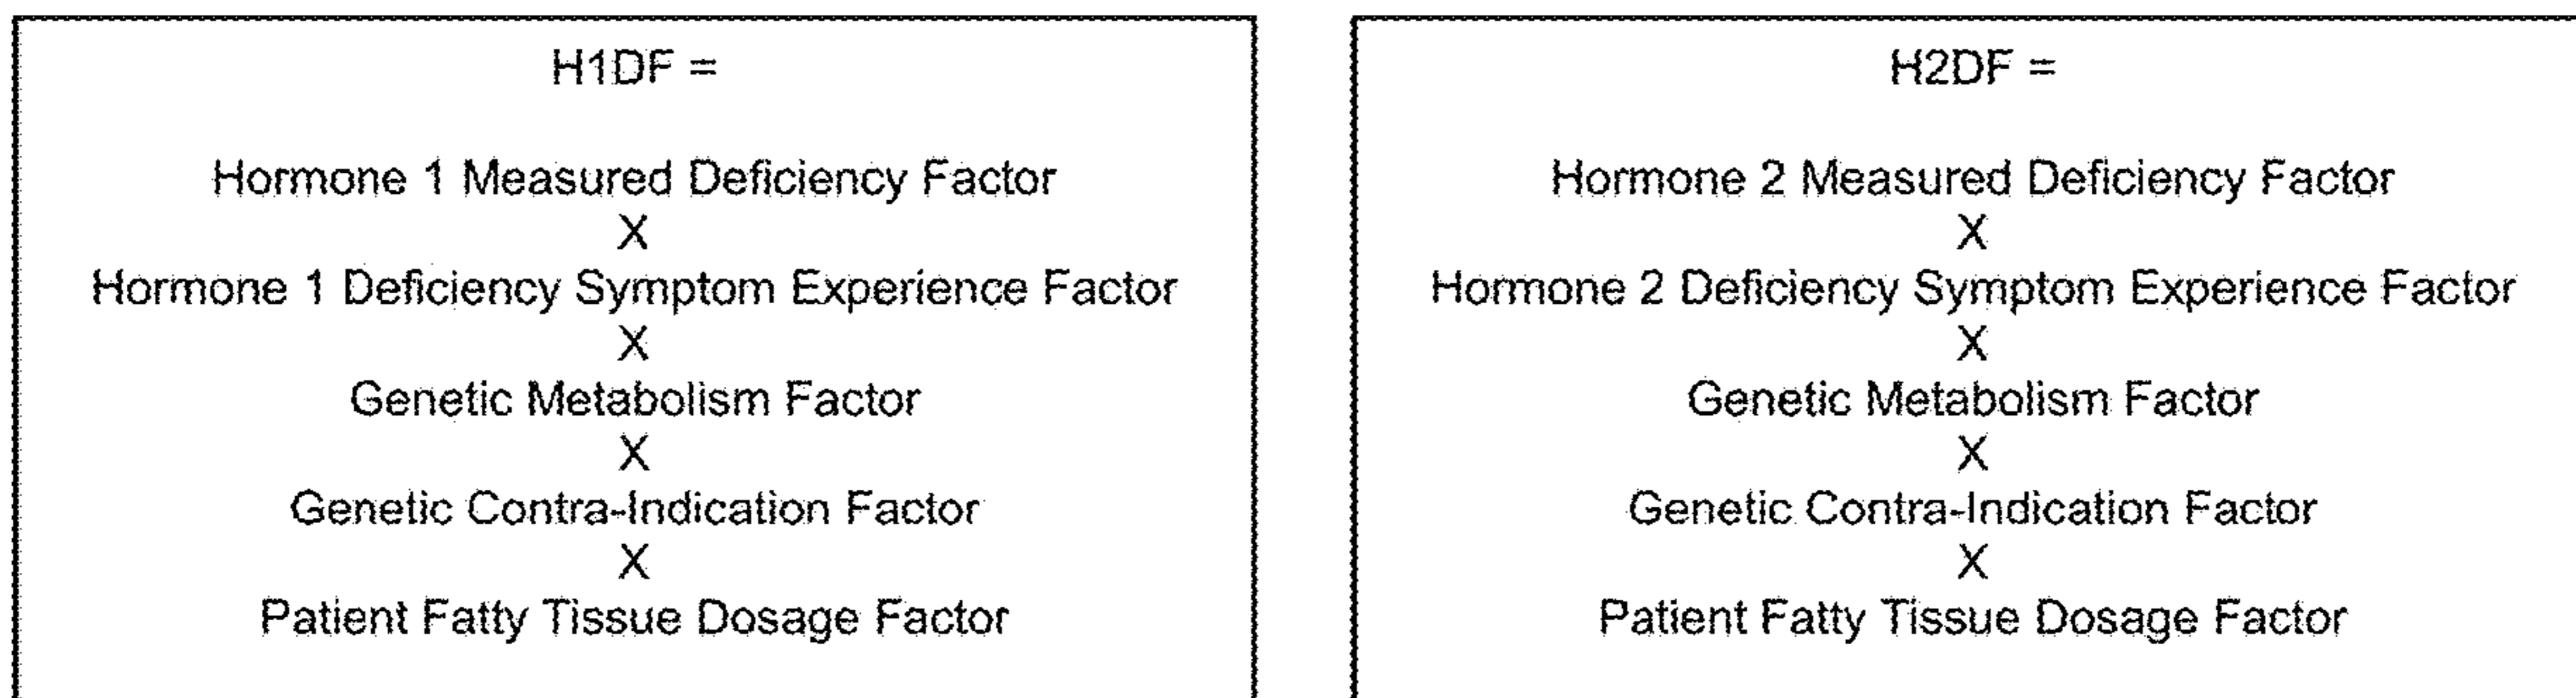 H1DF =
Hormone 1 Measured Deficiency Factor
X
Hormone 1 Deficiency Symptom Experience Factor
X
Genetic Metabolism Factor
X
Genetic Contra-Indication Factor
X
Patient Fatty Tissue Dosage Factor
H2DF =
Hormone 2 Measured Deficiency Factor
X
Hormone 2 Deficiency Symptom Experience Factor
X
Genetic Metabolism Factor
X
Genetic Contra-Indication Factor
X
Patient Fatty Tissue Dosage Factor